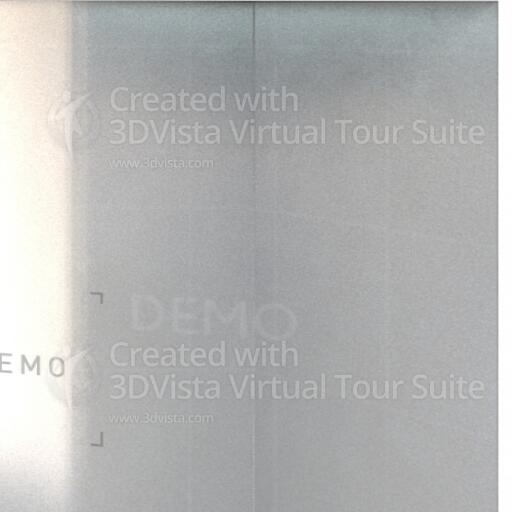 Created with
3DVista Virtual Tour Suite
www.3dvista.com
DEMO
EMO
Created with
3DVista Virtual Tour Suite
www.3dvista.com